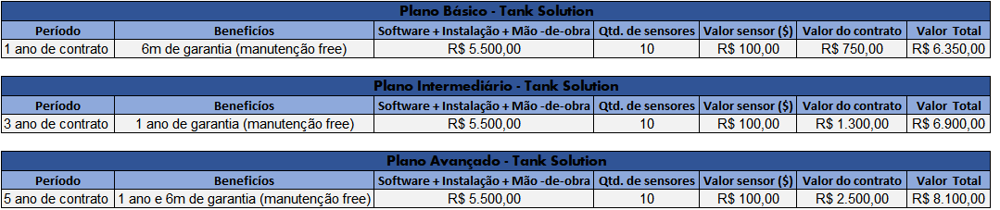 Plano Básico - Tank Solution
Período Beneficíos Software + Instalação + Mão -de-obra Qtd. de sensores Valor sensor ($) Valor do contrato Valor Total
1 ano de contrato 6m de garantia (manutenção free) R$ 5.500,00 10 R$ 100,00 R$ 750,00 R$ 6.350,00
Plano Intermediário - Tank Solution
Período Beneficíos Software + Instalação + Mão -de-obra Qtd. de sensores Valor sensor ($) Valor do contrato Valor Total
3 ano de contrato 1 ano de garantia (manutenção free) R$ 5.500,00 10 R$ 100,00 R$ 1.300,00 R$ 6.900,00
Plano Avançado - Tank Solution
Período Beneficíos Software + Instalação + Mão -de-obra Qtd. de sensores Valor sensor ($) Valor do contrato Valor Total
5 ano de contrato 1 ano e 6m de garantia (manutenção free) R$ 5.500,00 10 R$ 100,00 R$ 2.500,00 R$ 8.100,00